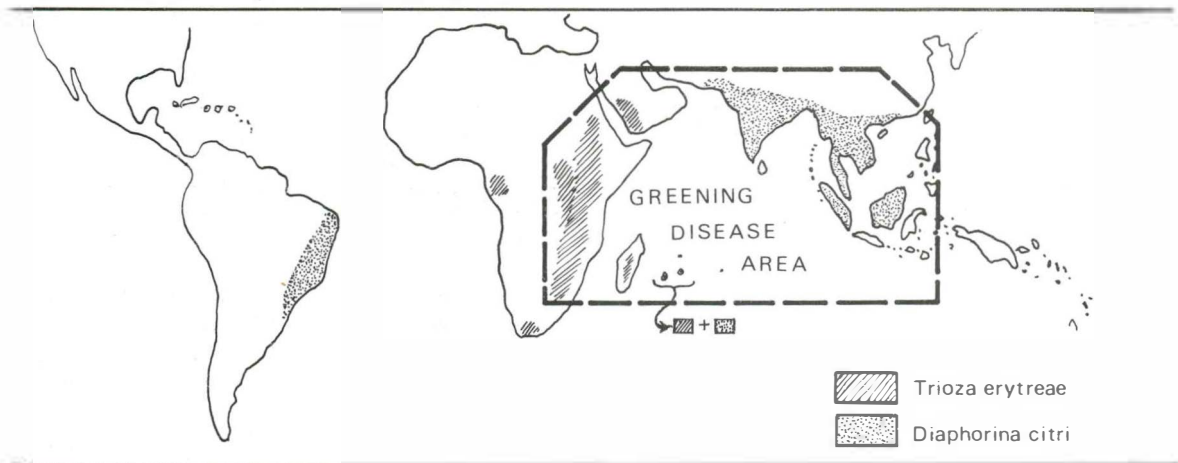 GREENING
DISEASE
AREA
+
Trioza erytreae
Diaphorina citri